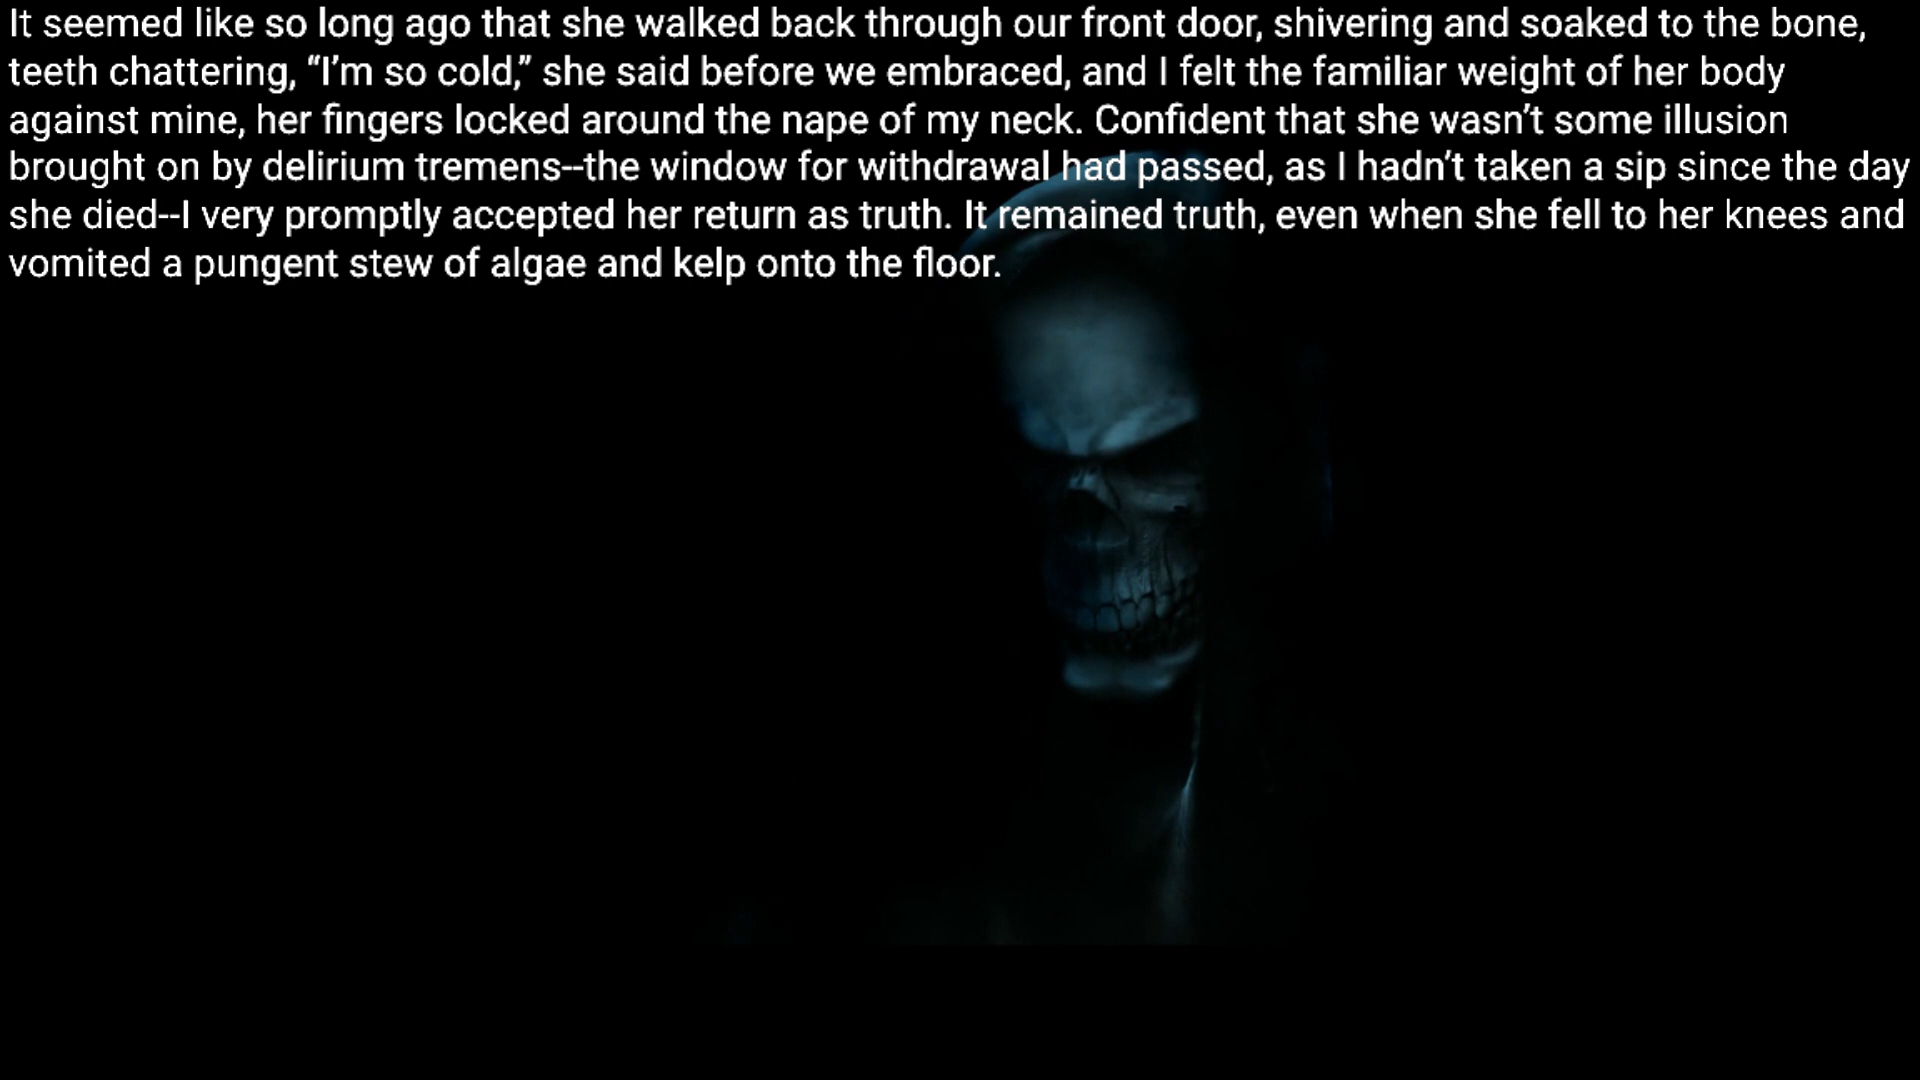 It seemed like so long ago that she walked back through our front door, shivering and soaked to the bone,
teeth chattering, “I’m so cold,” she said before we embraced, and I felt the familiar weight of her body
against mine, her fingers locked around the nape of my neck. Confident that she wasn’t some illusion
brought on by delirium tremens--the window for withdrawal had passed, as I hadn’t taken a sip since the day
she died--I very promptly accepted her return as truth. It remained truth, even when she fell to her knees and
vomited a pungent stew of algae and kelp onto the floor.